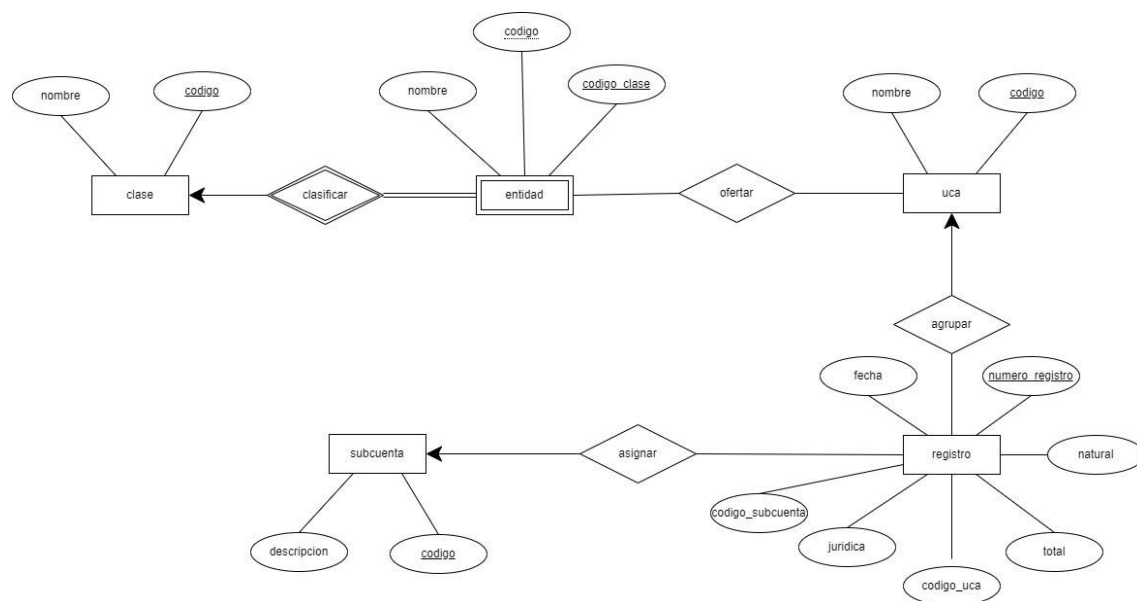 codigo
nombre
codigo
nombre
codigo_clase
nombre
codigo
clase
clasificar
entidad
ofertar
uca
agrupar
fecha
numero_registro
subcuenta
asignar
registro
natural
codigo_subcuenta
descripcion
codigo
juridica
total
codigo_uca